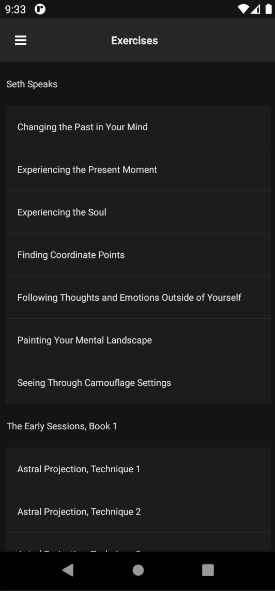 9:33
Exercises
Seth Speaks
Changing the Past in Your Mind
Experiencing the Present Moment
Experiencing the Soul
Finding Coordinate Points
Following Thoughts and Emotions Outside of Yourself
Painting Your Mental Landscape
Seeing Through Camouflage Settings
The Early Sessions, Book 1
Astral Projection, Technique 1
Astral Projection, Technique 2